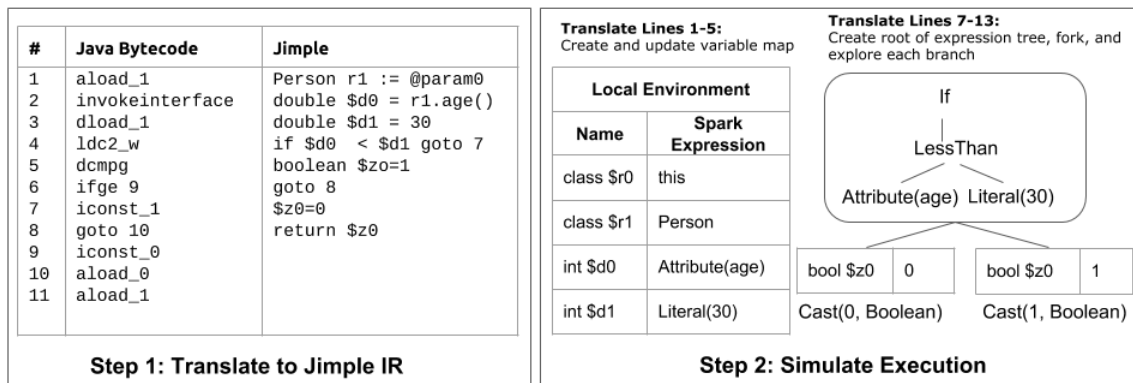 # Java Bytecode Jimple
1 aload_1 Person r1 := @param0
2 invokeinterface double $d0 = r1.age()
3 dload_1 double $d1 = 30
4 ldc2_w if $d0 < $d1 goto 7
5 dcmpg boolean $zo=1
6 ifge 9 goto 8
7 iconst_1 $z0=0
8 goto 10 return $z0
9 iconst_0
10 aload_0
11 aload_1
Step 1: Translate to Jimple IR
Translate Lines 1-5:
Create and update variable map
Local Environment
Name Spark Expression
class $r0 this
class $r1 Person
int $d0 Attribute(age)
int $d1 Literal(30)
Translate Lines 7-13:
Create root of expression tree, fork, and
explore each branch
If
LessThan
Attribute(age) Literal(30)
bool $z0 0 bool $z0 1
Cast(0, Boolean) Cast(1, Boolean)
Step 2: Simulate Execution